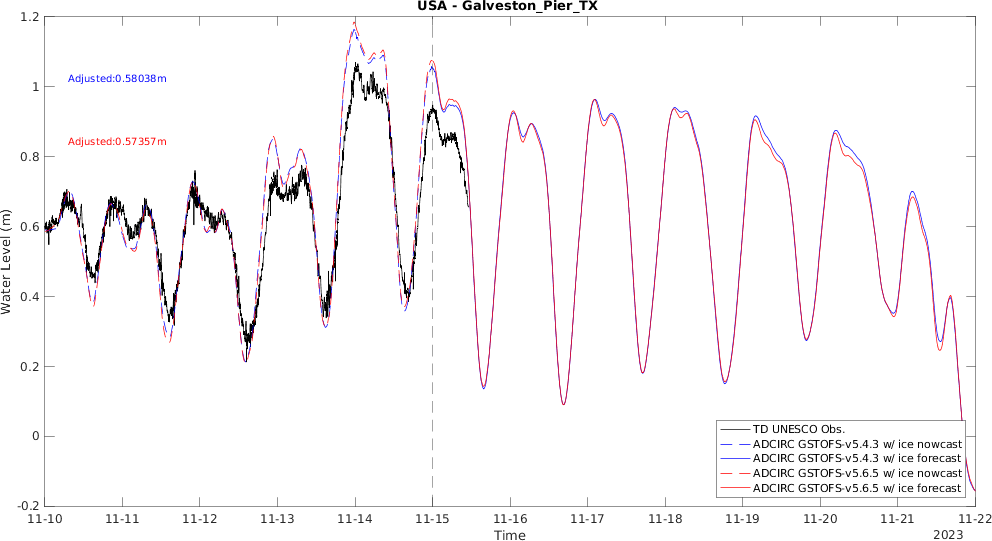 USA - Galveston_Pier_TX
1.2
1
0.8
0.6
0.4
0.2
0
-0.2
Water Level (m)
Adjusted:0.58038m
Adjusted:0.57357m
TD UNESCO Obs.
ADCIRC GSTOFS-v5.4.3 w/ ice nowcast
ADCIRC GSTOFS-v5.4.3 w/ ice forecast
ADCIRC GSTOFS-v5.6.5 w/ ice nowcast
ADCIRC GSTOFS-v5.6.5 w/ ice forecast
11-10 11-11 11-12 11-13 11-14 11-15 11-16 11-17 11-18 11-19 11-20 11-21 11-22
Time
2023